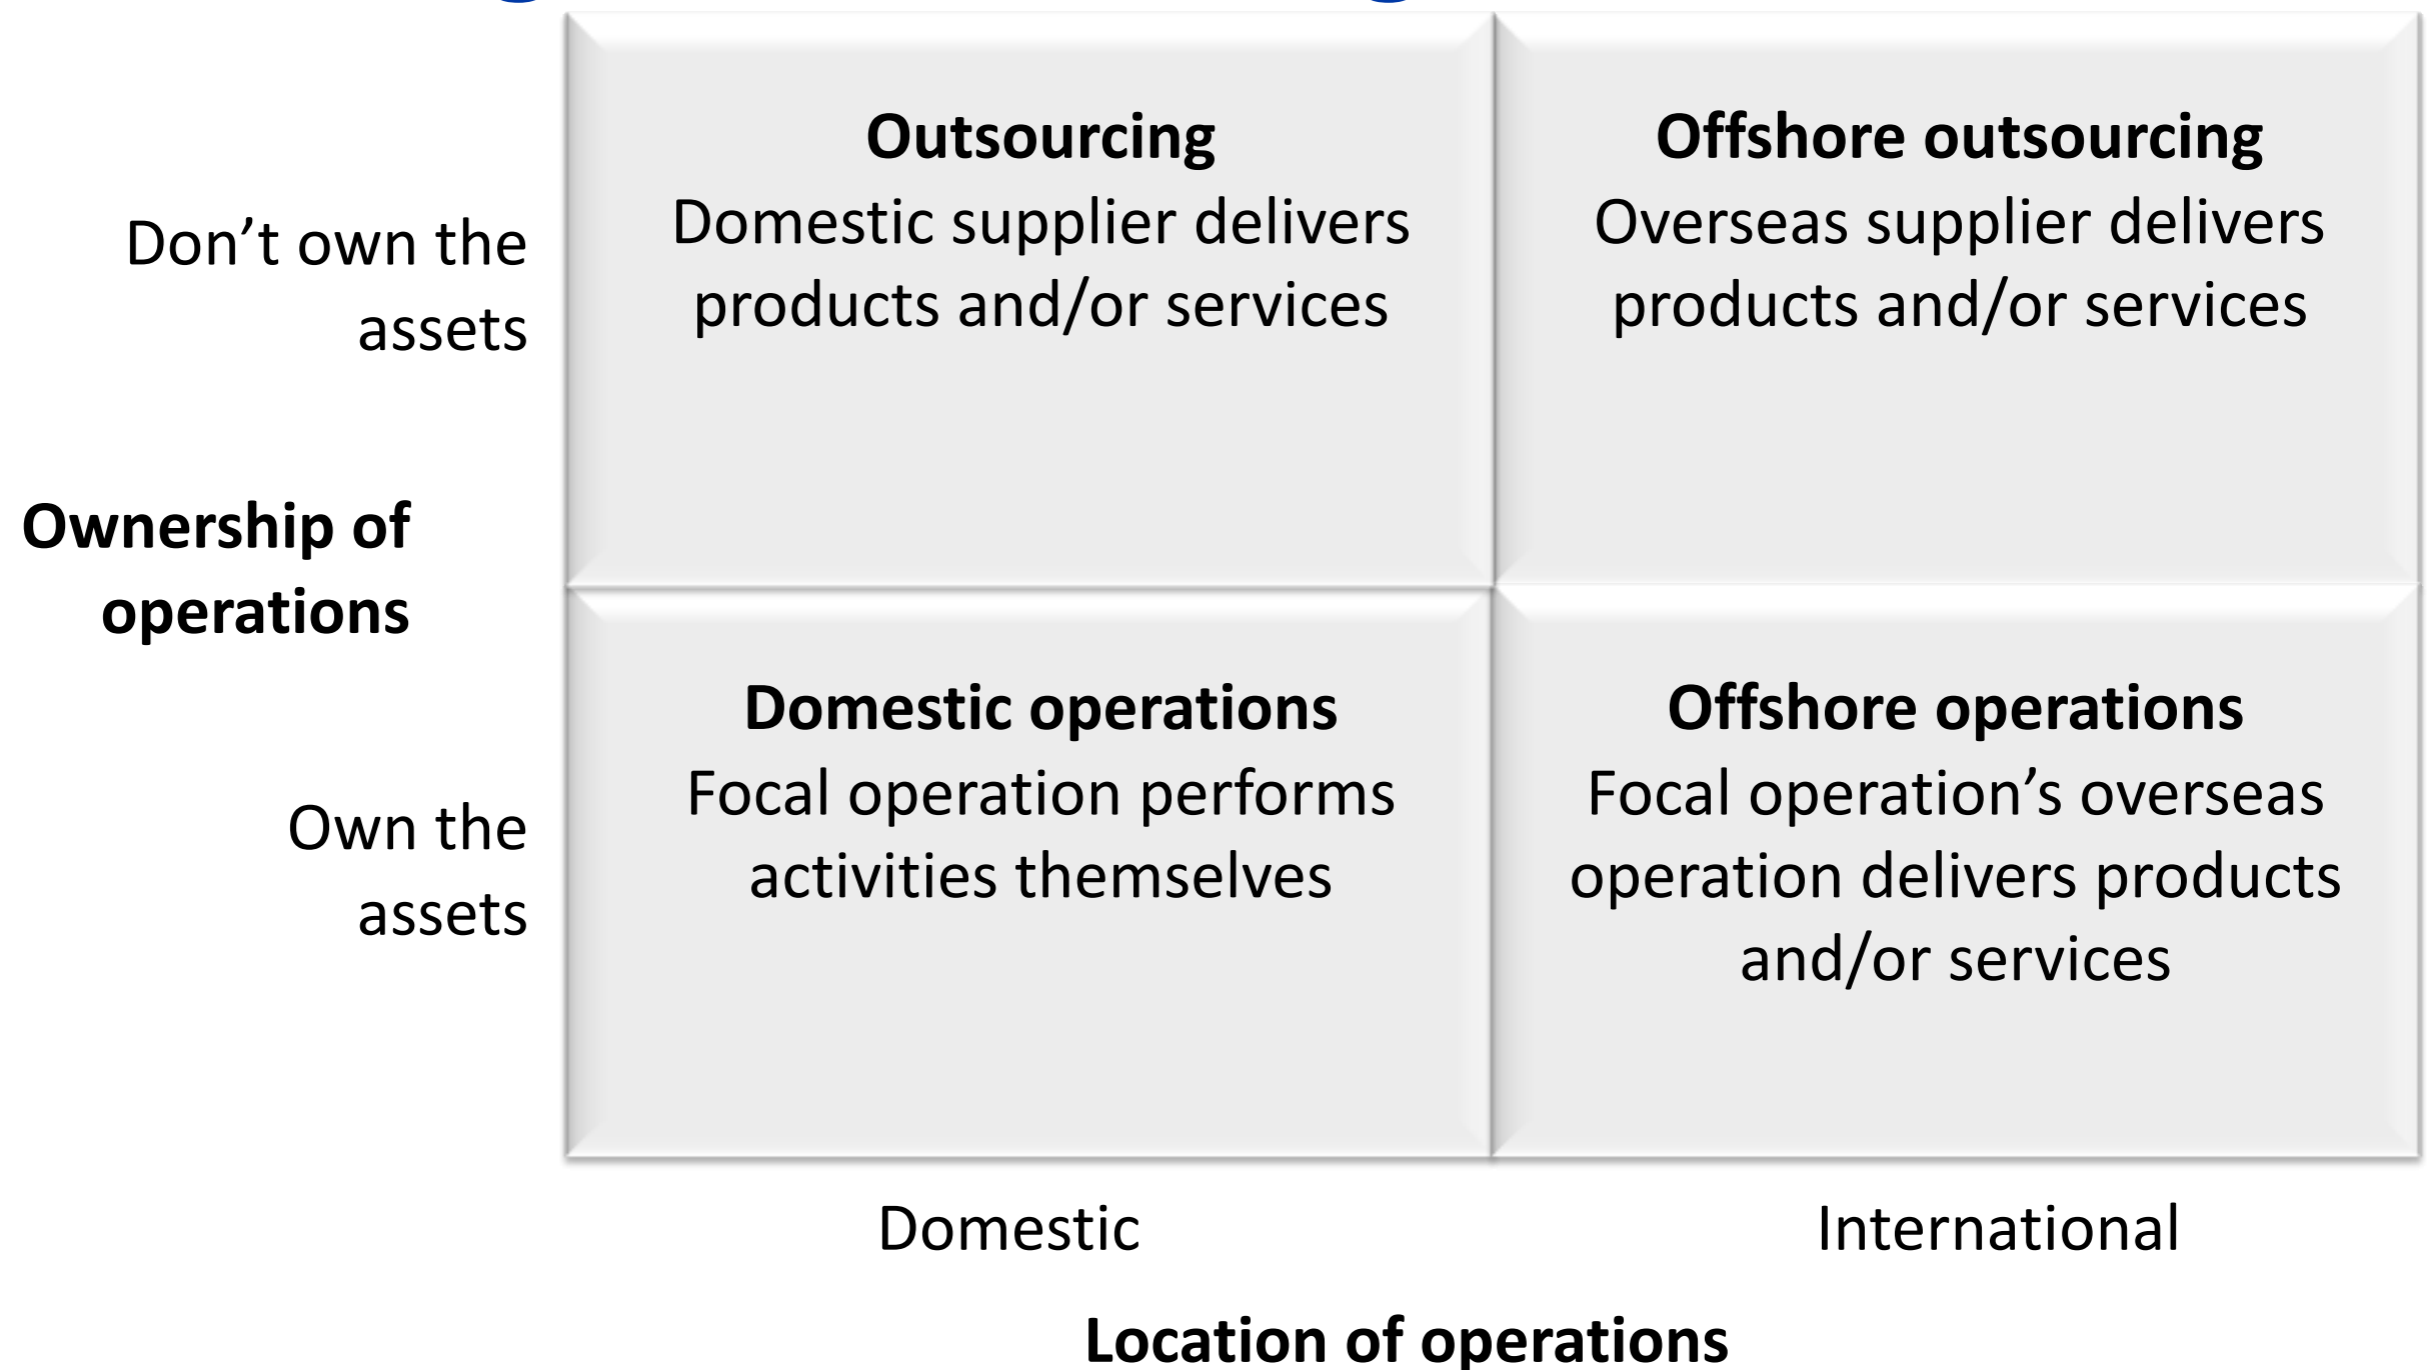 Outsourcing
Domestic supplier delivers
products and/or services
Offshore outsourcing
Overseas supplier delivers
products and/or services
Don’t own the
assets
Ownership of
operations
Domestic operations
Focal operation performs
activities themselves
Offshore operations
Focal operation’s overseas
operation delivers products
and/or services
Own the
assets
Domestic
International
Location of operations